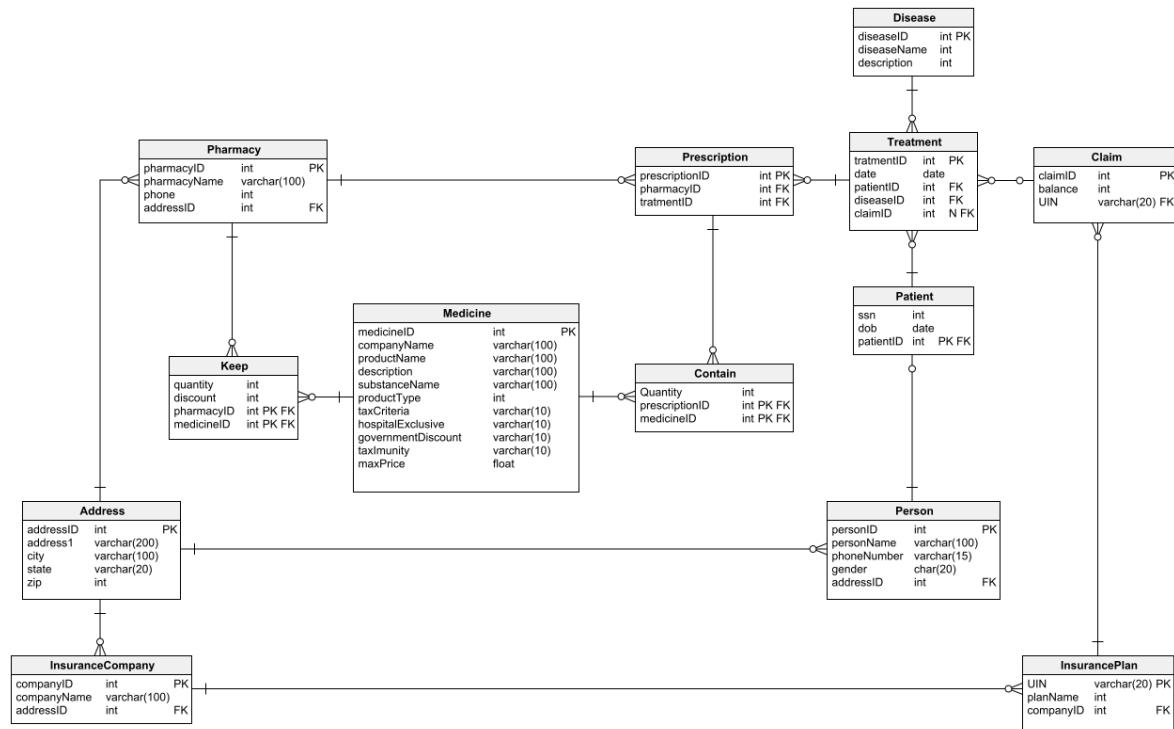 Disease
diseaseID int PK
diseaseName int
description int
Pharmacy
pharmacyID int PK
pharmacyName varchar(100)
phone int
addressID int FK
Prescription
prescriptionID int PK
pharmacyID int FK
tratmentID int FK
Treatment
tratmentID int PK
date date
patientID int FK
diseaseID int FK
claimID int N FK
Claim
claimID int PK
balance int
UIN varchar(20) FK
Patient
ssn int
dob date
patientID int PK FK
Medicine
medicineID int PK
companyName varchar(100)
productName varchar(100)
description varchar(100)
substanceName varchar(100)
productType int
taxCriteria varchar(10)
hospitalExclusive varchar(10)
governmentDiscount varchar(10)
taxImunity varchar(10)
maxPrice float
Keep
quantity int
discount int
pharmacyID int PK FK
medicineID int PK FK
Contain
Quantity int
prescriptionID int PK FK
medicineID int PK FK
Address
addressID int PK
address1 varchar(200)
city varchar(100)
state varchar(20)
zip int
Person
personID int PK
personName varchar(100)
phoneNumber varchar(15)
gender char(20)
addressID int FK
InsuranceCompany
companyID int PK
companyName varchar(100)
addressID int FK
InsurancePlan
UIN varchar(20) PK
planName int
companyID int FK